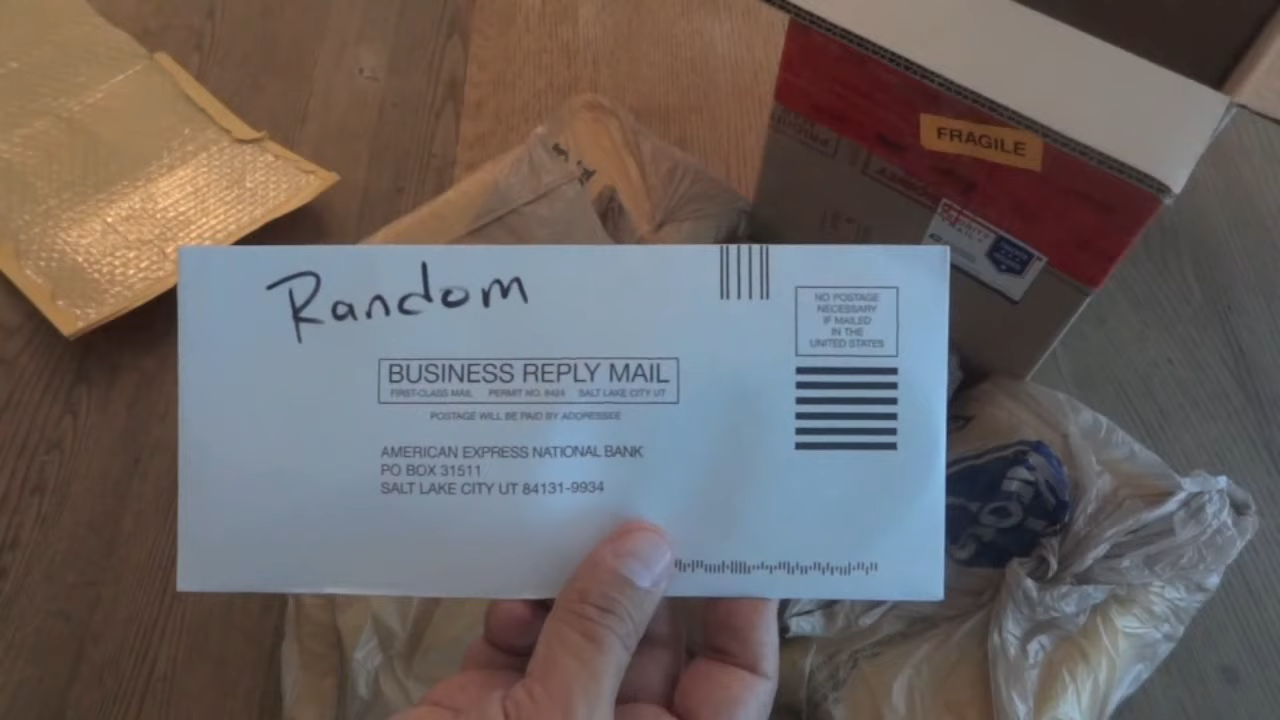 FRAGILE
Random
NO POSTAGE
NECESSARY
IF MAILED
IN THE
UNITED STATES
BUSINESS REPLY MAIL
FIRST-CLASS MAIL PERMIT NO. SALT LAKE CITY UT
POSTAGE WILL BE PAID BY ADDRESSEE
AMERICAN EXPRESS NATIONAL BANK
PO BOX 31511
SALT LAKE CITY UT 84131-9934